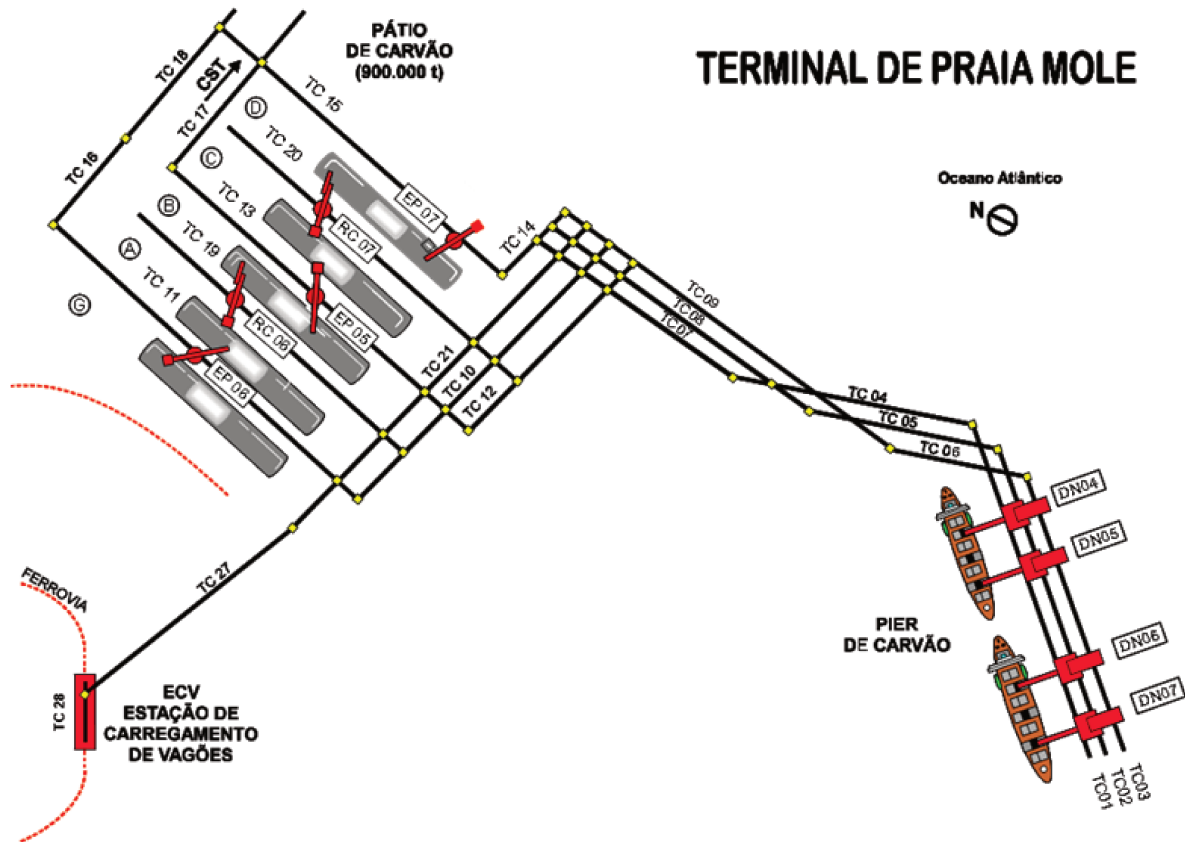 TERMINAL DE PRAIA MOLE
PÁTIO
DE CARVÃO
(900.000 t)
Oceano Atlântico
N
TC 18
CST
TC 17
TC 16
TC 15
D
TC 20
C
TC 13
B
TC 19
A
TC 11
G
EP 07
RC 07
EP 05
RC 06
EP 06
TC 14
TC 21
TC 10
TC 12
TC 09
TC 08
TC 07
TC 04
TC 05
TC 06
DN04
DN05
DN06
DN07
PIER
DE CARVÃO
TC01
TC02
TC03
TC 27
FERROVIA
TC 28
ECV
ESTAÇÃO DE
CARREGAMENTO
DE VAGÕES